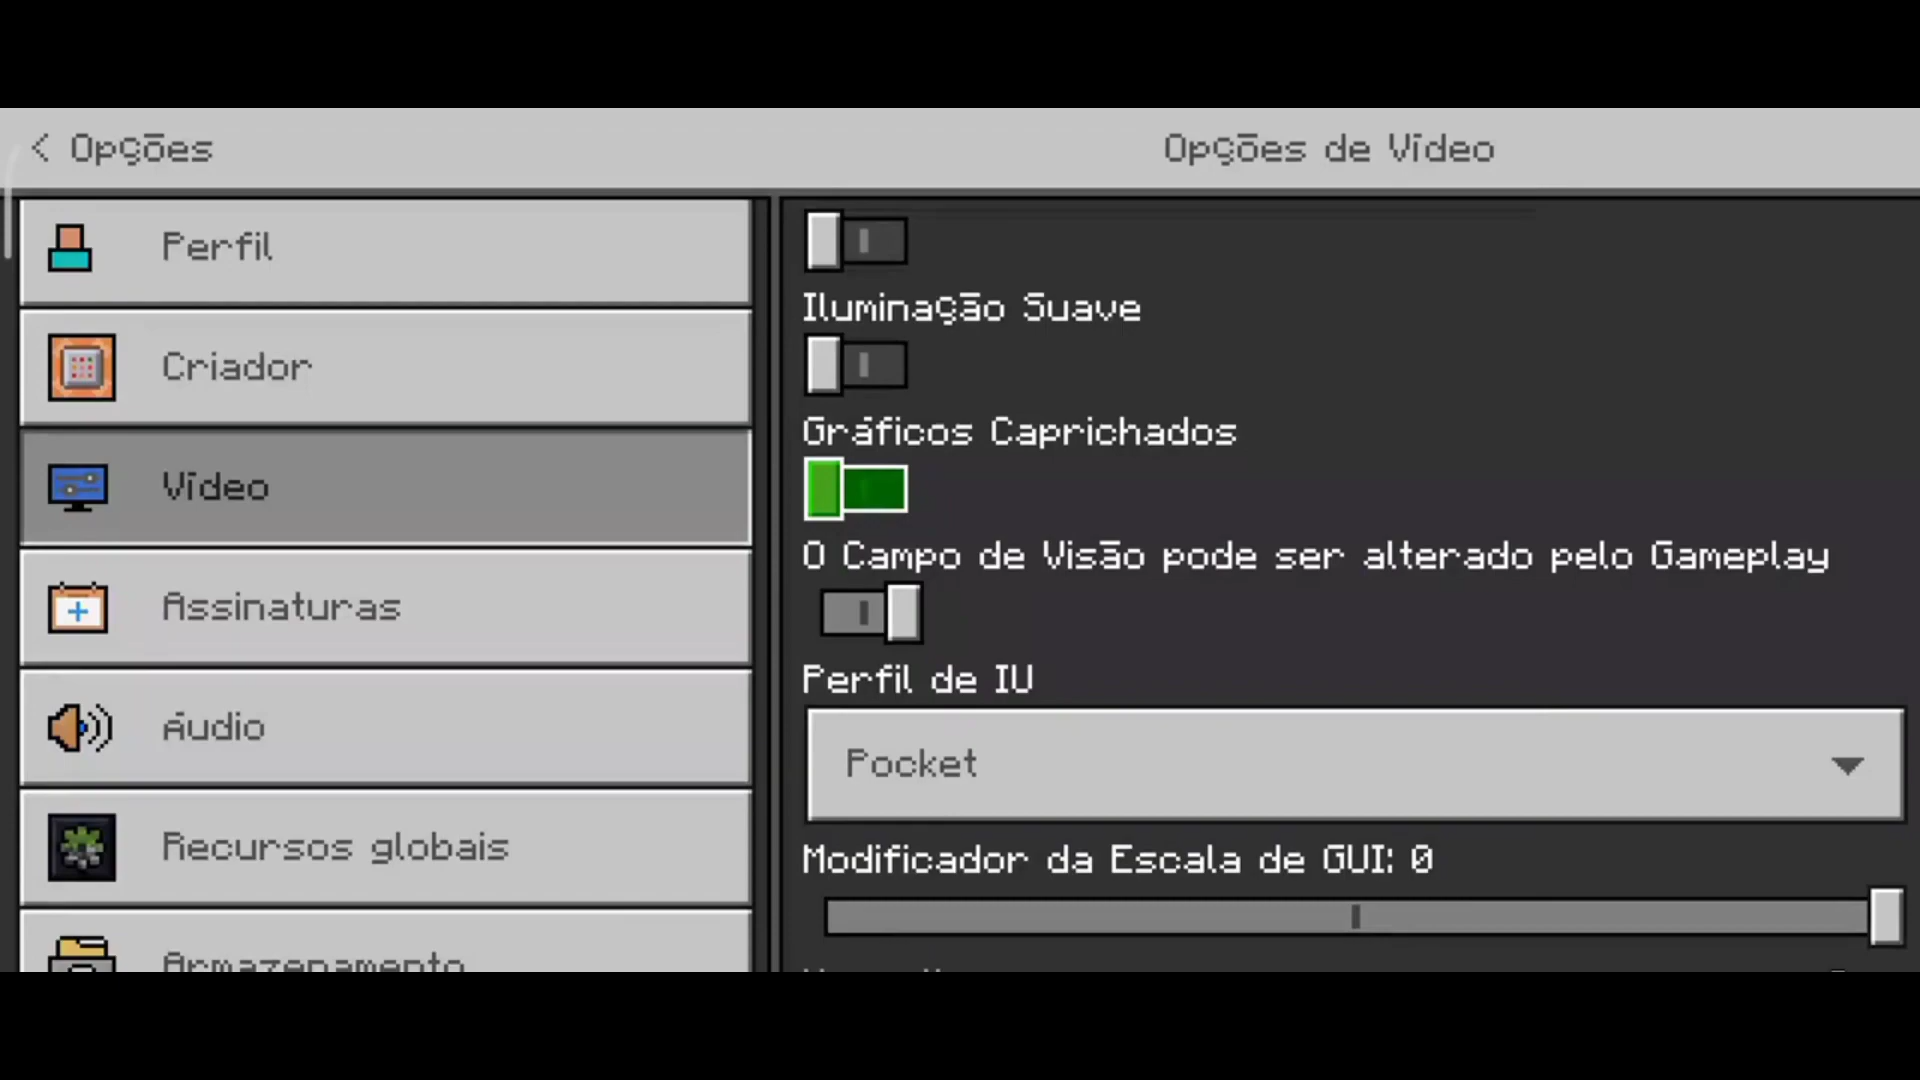 < Opções
Opções de Vídeo
Perfil
Criador
Vídeo
Assinaturas
Áudio
Recursos globais
Armazenamento
Iluminação Suave
Gráficos Caprichados
O Campo de Visão pode ser alterado pelo Gameplay
Perfil de IU
Pocket
Modificador da Escala de GUI: 0